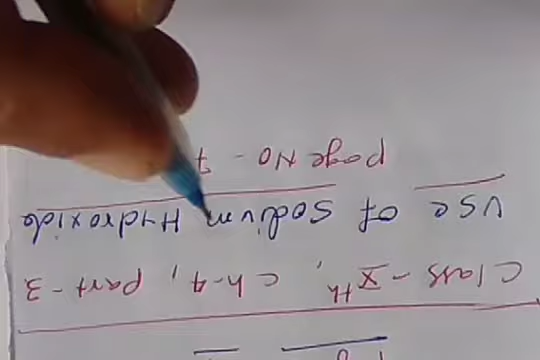 Class - Xth, ch-4, part-3
USE of Sodium Hydroxide
page No -